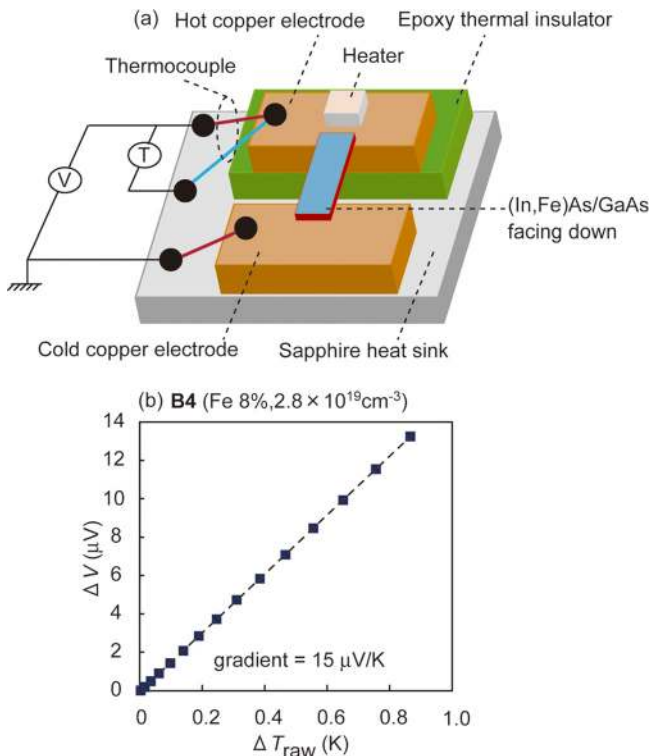 (a) Hot copper electrode
Epoxy thermal insulator
Thermocouple
Heater
T
V
(In,Fe)As/GaAs
facing down
Cold copper electrode
Sapphire heat sink
(b) B4 (Fe 8%,2.8 × 10¹⁹cm⁻³)
14
12
10
8
6
4
2
0
Δ V (μV)
gradient = 15 μV/K
0 0.2 0.4 0.6 0.8 1.0
Δ T_raw (K)